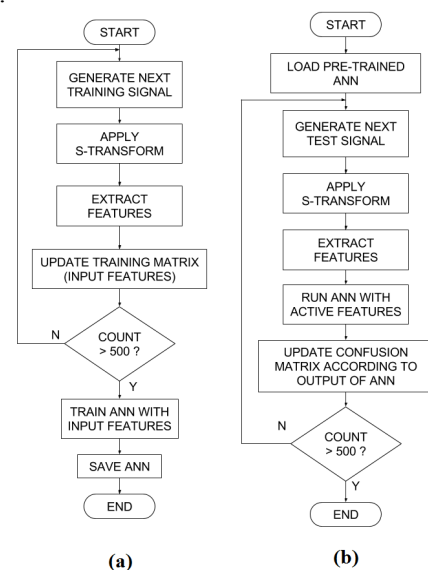 START
GENERATE NEXT
TRAINING SIGNAL
APPLY
S-TRANSFORM
EXTRACT
FEATURES
UPDATE TRAINING MATRIX
(INPUT FEATURES)
N
COUNT
> 500 ?
Y
TRAIN ANN WITH
INPUT FEATURES
SAVE ANN
END
(a)
START
LOAD PRE-TRAINED
ANN
GENERATE NEXT
TEST SIGNAL
APPLY
S-TRANSFORM
EXTRACT
FEATURES
RUN ANN WITH
ACTIVE FEATURES
UPDATE CONFUSION
MATRIX ACCORDING TO
OUTPUT OF ANN
N
COUNT
> 500 ?
Y
END
(b)